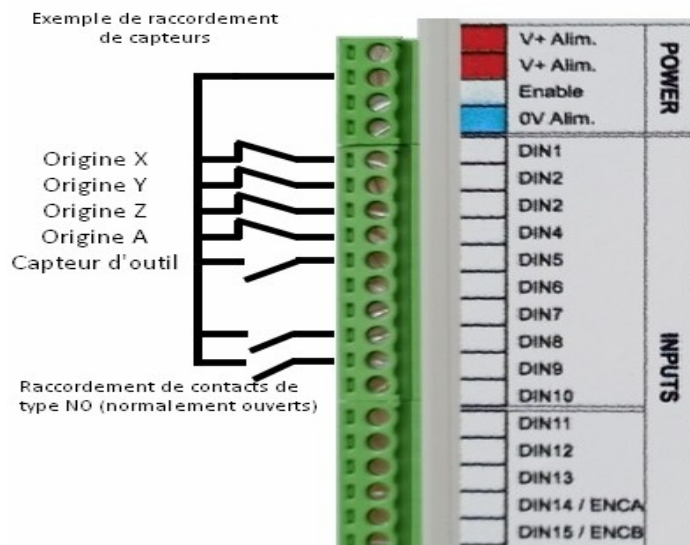 Exemple de raccordement
de capteurs
Origine X
Origine Y
Origine Z
Origine A
Capteur d'outil
Raccordement de contacts de
type NO (normalement ouverts)
V+ Alim.
V+ Alim.
Enable
0V Alim.
POWER
DIN1
DIN2
DIN2
DIN4
DIN5
DIN6
DIN7
DIN8
DIN9
DIN10
DIN11
DIN12
DIN13
DIN14 / ENCA
DIN15 / ENCB
INPUTS